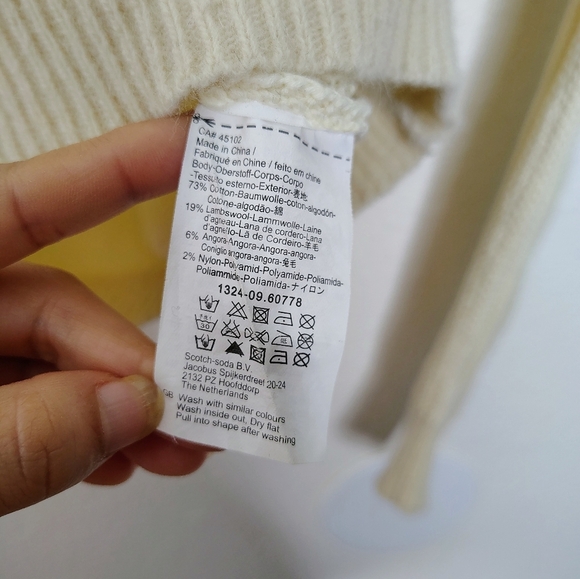 CA# 45102
Made in China /
Fabriqué en Chine / feito em chine
Body-Oberstoff-Corps-Corpo
-Tessuto esterno-Exterior-表地
73% Cotton-Baumwolle-coton-algodón-
Cotone-algodão-綿
19% Lambswool-Lammwolle-Laine
d'agneau-Lana de cordero-Lana
d'agnello-Lã de Cordeiro-羊毛
6% Angora-Angora-Angora-angora-
Coniglio angora-angora-兔毛
2% Nylon-Polyamid-Polyamide-Poliamida-
Poliammide-Poliamida-ナイロン
1324-09.60778
30
Scotch-soda B.V.
Jacobus Spijkerdreef 20-24
2132 PZ Hoofddorp
The Netherlands
GB Wash with similar colours
Wash inside out, Dry flat
Pull into shape after washing